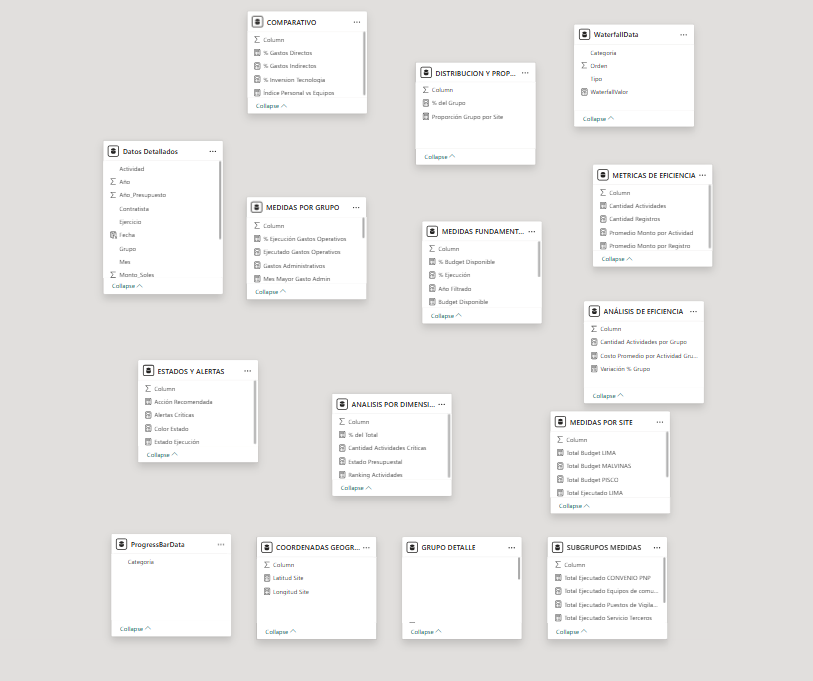 COMPARATIVO
Column
% Gastos Directos
% Gastos Indirectos
% Inversion Tecnologia
Índice Personal vs Equipos
Collapse
WaterfallData
Categoria
Orden
Tipo
WaterfallValor
Collapse
DISTRIBUCION Y PROP...
Column
% del Grupo
Proporción Grupo por Site
Collapse
Datos Detallados
Actividad
Año
Año_Presupuesto
Contratista
Ejercicio
Fecha
Grupo
Mes
Monto_Soles
Collapse
METRICAS DE EFICIENCIA
Column
Cantidad Actividades
Cantidad Registros
Promedio Monto por Actividad
Promedio Monto por Registro
Collapse
MEDIDAS POR GRUPO
Column
% Ejecución Gastos Operativos
Ejecutado Gastos Operativos
Gastos Administrativos
Mes Mayor Gasto Admin
Collapse
MEDIDAS FUNDAMENT...
Column
% Budget Disponible
% Ejecución
Año Filtrado
Budget Disponible
Collapse
ANÁLISIS DE EFICIENCIA
Column
Cantidad Actividades por Grupo
Costo Promedio por Actividad Gru...
Variación % Grupo
Collapse
ESTADOS Y ALERTAS
Column
Acción Recomendada
Alertas Críticas
Color Estado
Estado Ejecución
Collapse
ANALISIS POR DIMENSI...
Column
% del Total
Cantidad Actividades Críticas
Estado Presupuestal
Ranking Actividades
Collapse
MEDIDAS POR SITE
Column
Total Budget LIMA
Total Budget MALVINAS
Total Budget PISCO
Total Ejecutado LIMA
Collapse
ProgressBarData
Categoria
Collapse
COORDENADAS GEOGR...
Column
Latitud Site
Longitud Site
Collapse
GRUPO DETALLE
Collapse
SUBGRUPOS MEDIDAS
Column
Total Ejecutado CONVENIO PNP
Total Ejecutado Equipos de comu...
Total Ejecutado Puestos de Vigila...
Total Ejecutado Servicio Terceros
Collapse